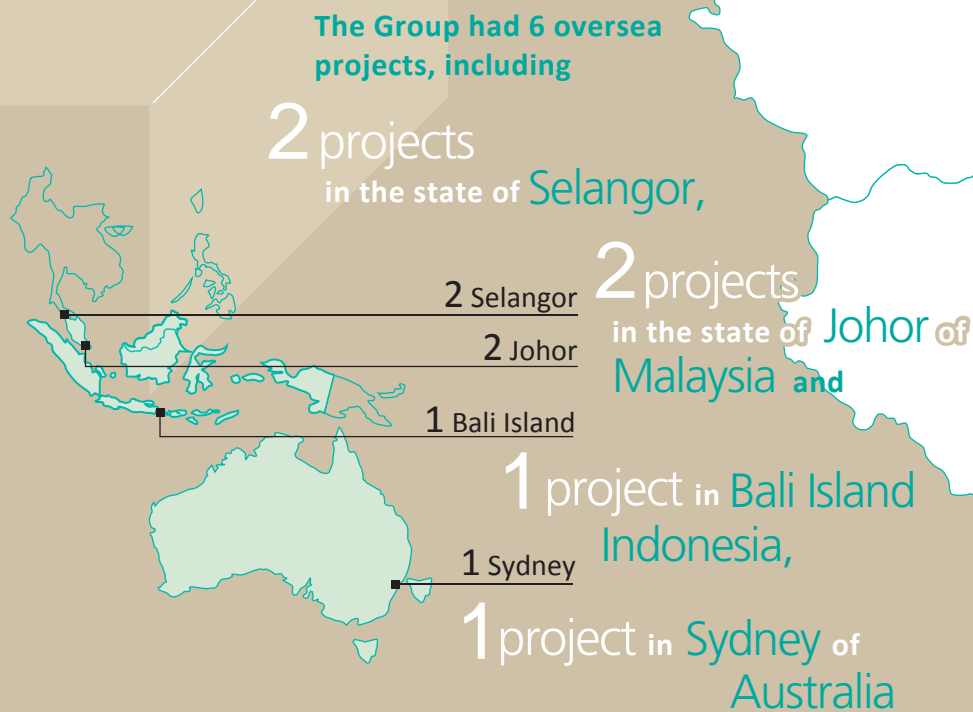 The Group had 6 oversea
projects, including
2 projects
in the state of Selangor,
2 projects
in the state of Johor of
Malaysia and
1 project in Bali Island
Indonesia,
1 project in Sydney of
Australia
2 Selangor
2 Johor
1 Bali Island
1 Sydney